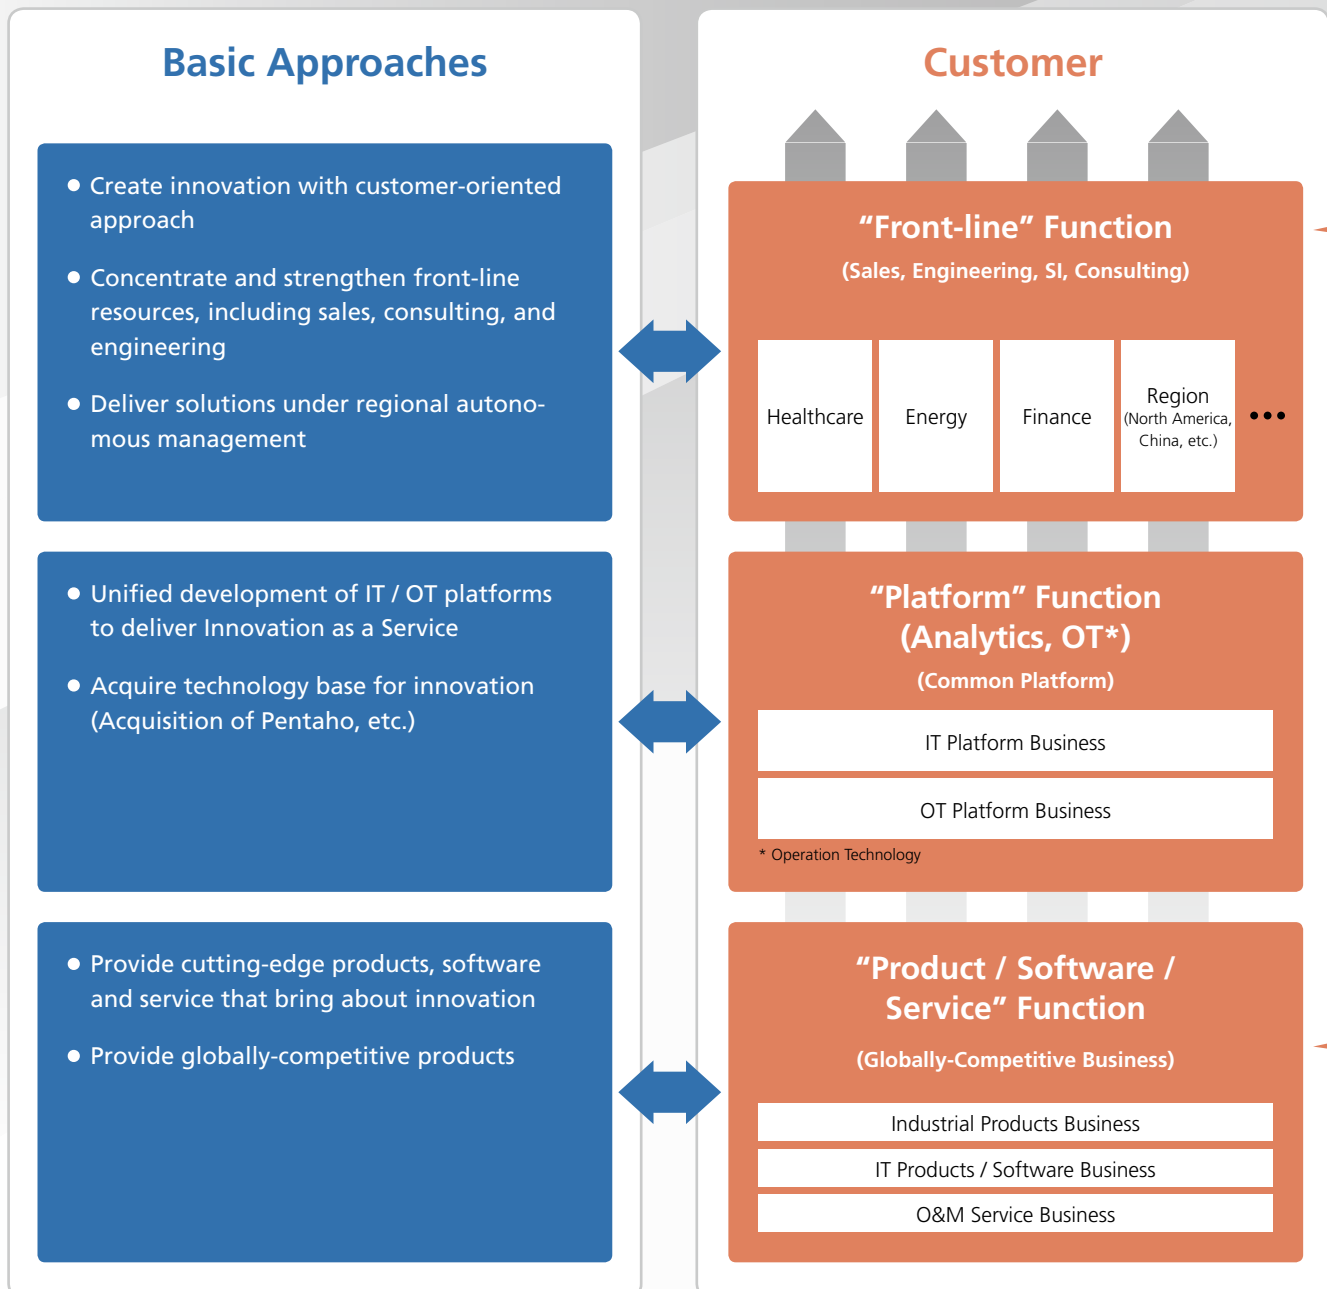 Basic Approaches
● Create innovation with customer-oriented
approach
● Concentrate and strengthen front-line
resources, including sales, consulting, and
engineering
● Deliver solutions under regional autono-
mous management
● Unified development of IT / OT platforms
to deliver Innovation as a Service
● Acquire technology base for innovation
(Acquisition of Pentaho, etc.)
● Provide cutting-edge products, software
and service that bring about innovation
● Provide globally-competitive products
Customer
“Front-line” Function
(Sales, Engineering, SI, Consulting)
Healthcare
Energy
Finance
Region
(North America,
China, etc.)
•••
“Platform” Function
(Analytics, OT*)
(Common Platform)
IT Platform Business
OT Platform Business
* Operation Technology
“Product / Software /
Service” Function
(Globally-Competitive Business)
Industrial Products Business
IT Products / Software Business
O&M Service Business